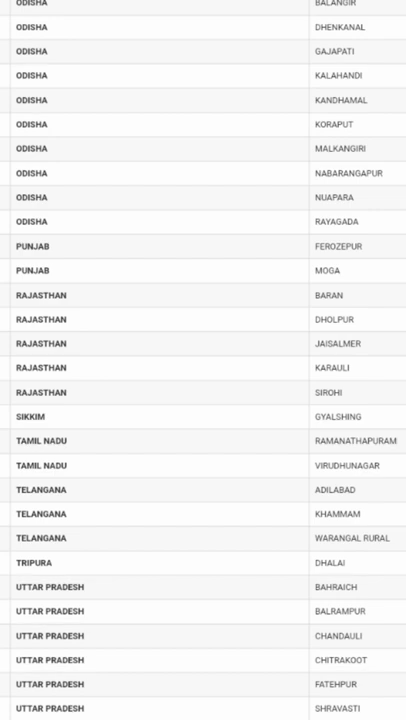 ODISHA BALANGIR
ODISHA DHENKANAL
ODISHA GAJAPATI
ODISHA KALAHANDI
ODISHA KANDHAMAL
ODISHA KORAPUT
ODISHA MALKANGIRI
ODISHA NABARANGAPUR
ODISHA NUAPARA
ODISHA RAYAGADA
PUNJAB FEROZEPUR
PUNJAB MOGA
RAJASTHAN BARAN
RAJASTHAN DHOLPUR
RAJASTHAN JAISALMER
RAJASTHAN KARAULI
RAJASTHAN SIROHI
SIKKIM GYALSHING
TAMIL NADU RAMANATHAPURAM
TAMIL NADU VIRUDHUNAGAR
TELANGANA ADILABAD
TELANGANA KHAMMAM
TELANGANA WARANGAL RURAL
TRIPURA DHALAI
UTTAR PRADESH BAHRAICH
UTTAR PRADESH BALRAMPUR
UTTAR PRADESH CHANDAULI
UTTAR PRADESH CHITRAKOOT
UTTAR PRADESH FATEHPUR
UTTAR PRADESH SHRAVASTI